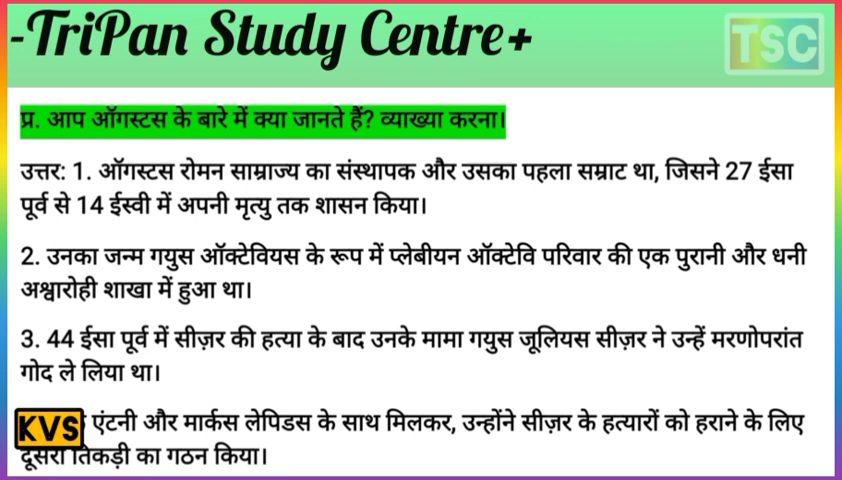 -TriPan Study Centre+
TSC
प्र. आप ऑगस्टस के बारे में क्या जानते हैं? व्याख्या करना।
उत्तर: 1. ऑगस्टस रोमन साम्राज्य का संस्थापक और उसका पहला सम्राट था, जिसने 27 ईसा
पूर्व से 14 ईस्वी में अपनी मृत्यु तक शासन किया।
2. उनका जन्म गयुस ऑक्टेवियस के रूप में प्लेबीयन ऑक्टेवि परिवार की एक पुरानी और धनी
अश्वारोही शाखा में हुआ था।
3. 44 ईसा पूर्व में सीज़र की हत्या के बाद उनके मामा गयुस जूलियस सीज़र ने उन्हें मरणोपरांत
गोद ले लिया था।
KVS एंटनी और मार्कस लेपिडस के साथ मिलकर, उन्होंने सीज़र के हत्यारों को हराने के लिए
दूसरी तिकड़ी का गठन किया।